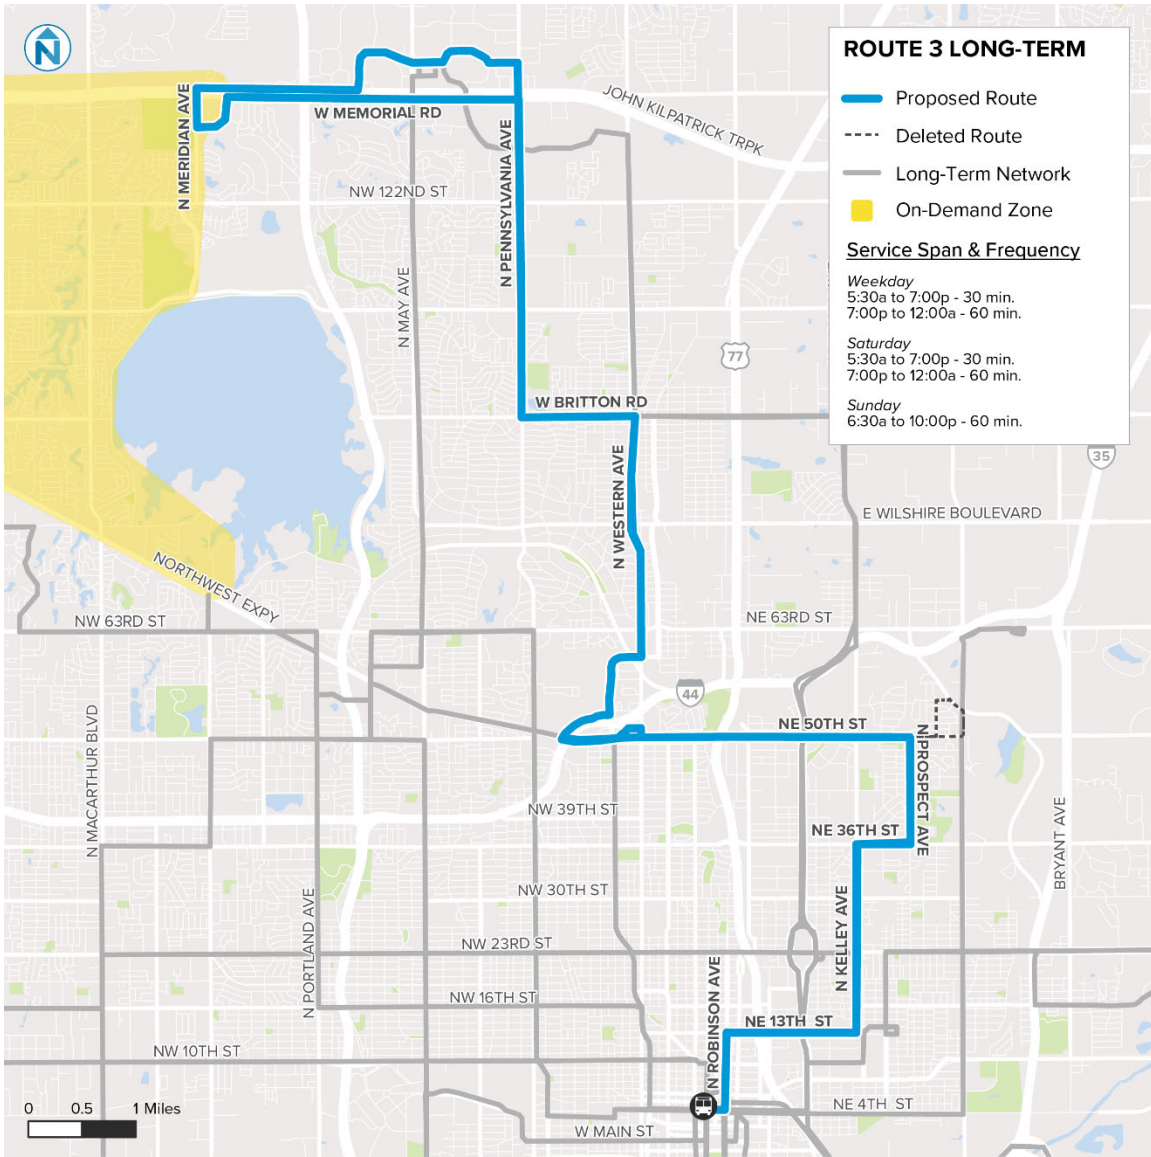 N
ROUTE 3 LONG-TERM
Proposed Route
Deleted Route
Long-Term Network
On-Demand Zone
Service Span & Frequency
Weekday
5:30a to 7:00p - 30 min.
7:00p to 12:00a - 60 min.
Saturday
5:30a to 7:00p - 30 min.
7:00p to 12:00a - 60 min.
Sunday
6:30a to 10:00p - 60 min.
N MERIDIAN AVE
W MEMORIAL RD
JOHN KILPATRICK TRPK
N PENNSYLVANIA AVE
NW 122ND ST
N MAY AVE
77
W BRITTON RD
35
N WESTERN AVE
E WILSHIRE BOULEVARD
NORTHWEST EXPY
NW 63RD ST
NE 63RD ST
44
N MACARTHUR BLVD
NE 50TH ST
N PROSPECT AVE
NW 39TH ST
NE 36TH ST
BRYANT AVE
NW 30TH ST
N PORTLAND AVE
N KELLEY AVE
NW 23RD ST
NW 16TH ST
N ROBINSON AVE
NE 13TH ST
NW 10TH ST
NE 4TH ST
W MAIN ST
0 0.5 1 Miles